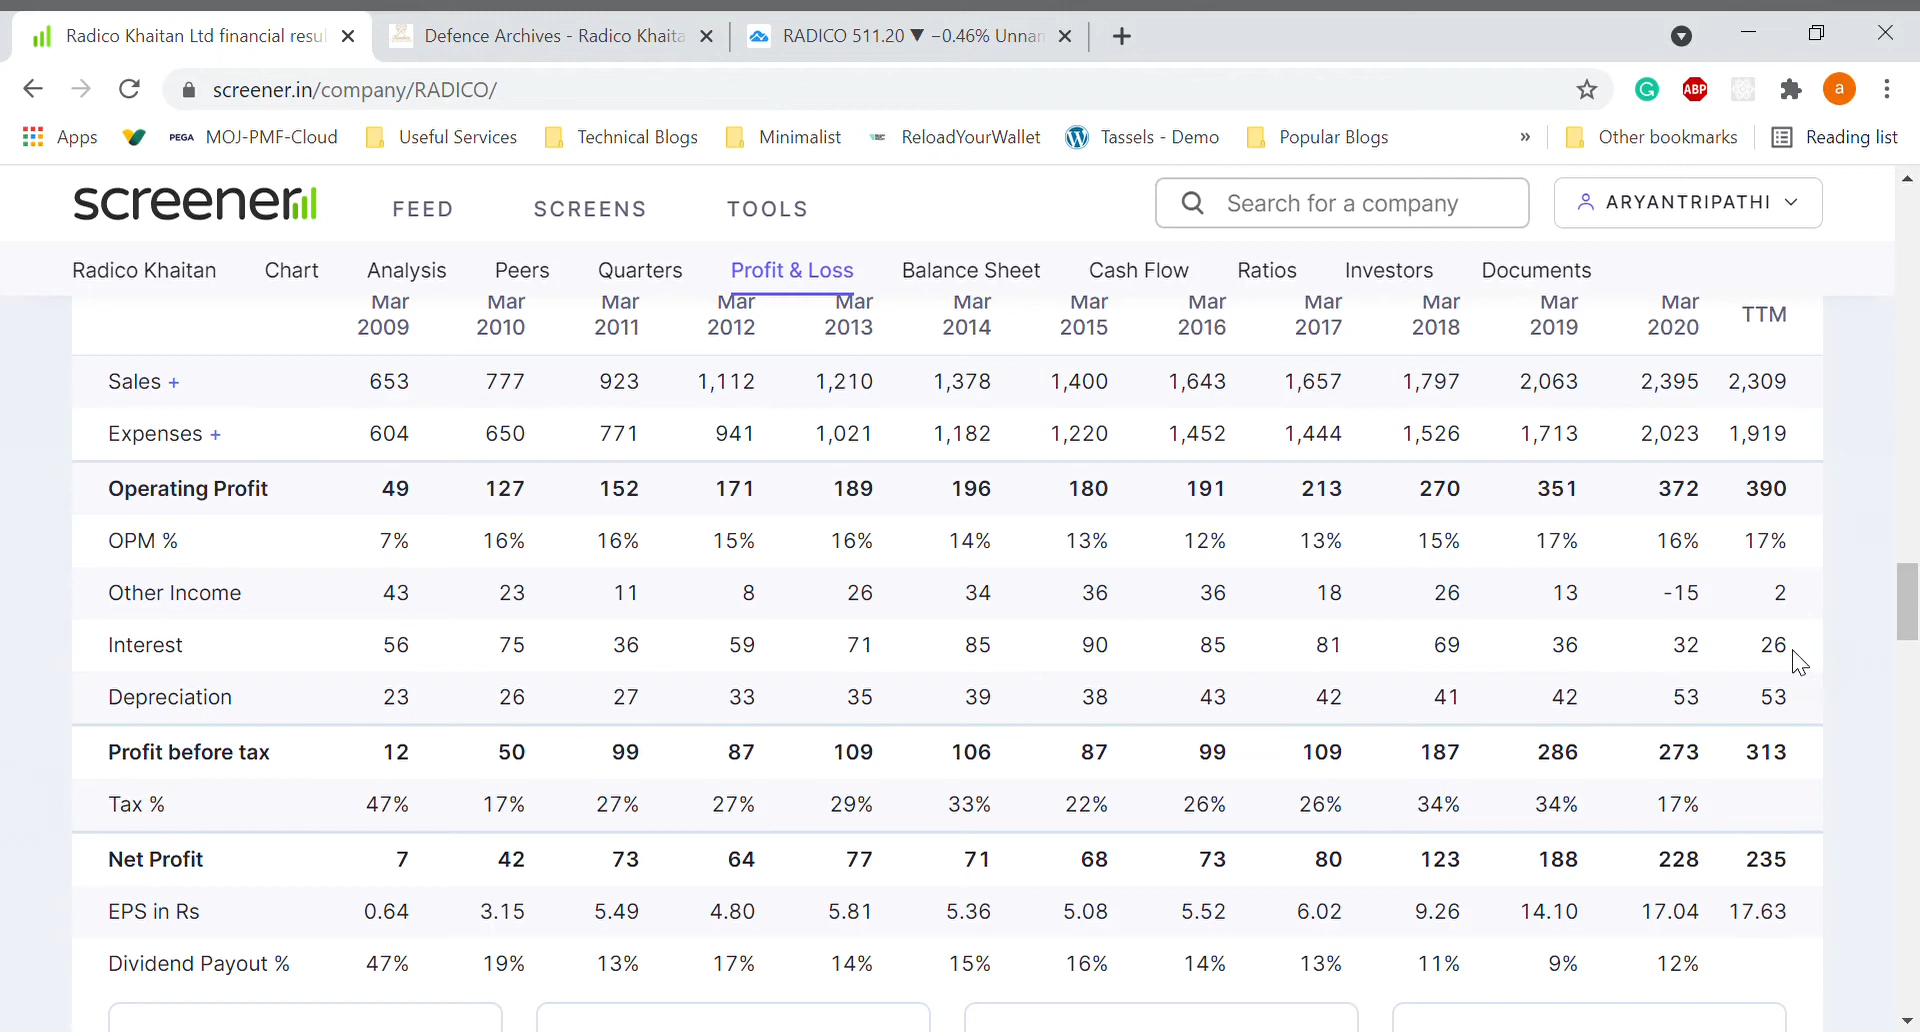 Radico Khaitan Ltd financial resu
Defence Archives - Radico Khaita
RADICO 511.20 ▼ −0.46% Unnan
screener.in/company/RADICO/
ABP
a
Apps
PEGA MOJ-PMF-Cloud
Useful Services
Technical Blogs
Minimalist
ReloadYourWallet
Tassels - Demo
Popular Blogs
»
Other bookmarks
Reading list
screener
FEED
SCREENS
TOOLS
Search for a company
ARYANTRIPATHI
Radico Khaitan Chart Analysis Peers Quarters Profit & Loss Balance Sheet Cash Flow Ratios Investors Documents
Mar 2009 Mar 2010 Mar 2011 Mar 2012 Mar 2013 Mar 2014 Mar 2015 Mar 2016 Mar 2017 Mar 2018 Mar 2019 Mar 2020 TTM
Sales + 653 777 923 1,112 1,210 1,378 1,400 1,643 1,657 1,797 2,063 2,395 2,309
Expenses + 604 650 771 941 1,021 1,182 1,220 1,452 1,444 1,526 1,713 2,023 1,919
Operating Profit 49 127 152 171 189 196 180 191 213 270 351 372 390
OPM % 7% 16% 16% 15% 16% 14% 13% 12% 13% 15% 17% 16% 17%
Other Income 43 23 11 8 26 34 36 36 18 26 13 -15 2
Interest 56 75 36 59 71 85 90 85 81 69 36 32 26
Depreciation 23 26 27 33 35 39 38 43 42 41 42 53 53
Profit before tax 12 50 99 87 109 106 87 99 109 187 286 273 313
Tax % 47% 17% 27% 27% 29% 33% 22% 26% 26% 34% 34% 17%
Net Profit 7 42 73 64 77 71 68 73 80 123 188 228 235
EPS in Rs 0.64 3.15 5.49 4.80 5.81 5.36 5.08 5.52 6.02 9.26 14.10 17.04 17.63
Dividend Payout % 47% 19% 13% 17% 14% 15% 16% 14% 13% 11% 9% 12%